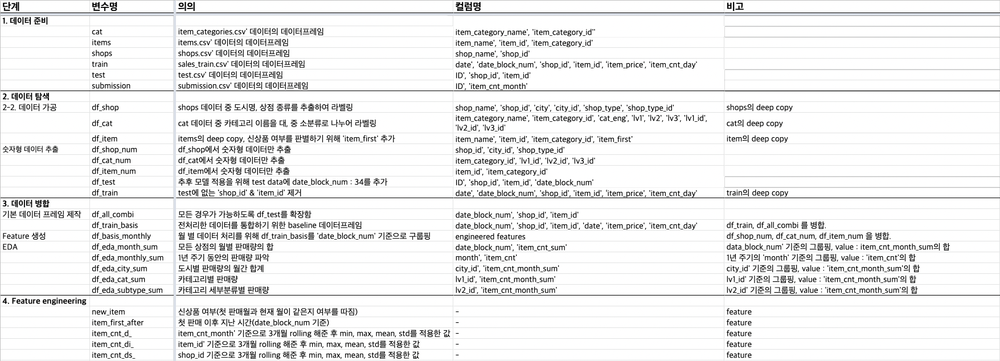 단계 변수명 의의 컬럼명 비고
1. 데이터 준비
cat item_categories.csv' 데이터의 데이터프레임 item_category_name', 'item_category_id''
items items.csv' 데이터의 데이터프레임 item_name', 'item_id', 'item_category_id'
shops shops.csv' 데이터의 데이터프레임 shop_name', 'shop_id'
train sales_train.csv' 데이터의 데이터프레임 date', 'date_block_num', 'shop_id', 'item_id', 'item_price', 'item_cnt_day'
test test.csv' 데이터의 데이터프레임 ID', 'shop_id', 'item_id'
submission submission.csv' 데이터의 데이터프레임 ID', 'item_cnt_month'
2. 데이터 탐색
2-2. 데이터 가공 df_shop shops 데이터 중 도시명, 상점 종류를 추출하여 라벨링 shop_name', 'shop_id', 'city', 'city_id', 'shop_type', 'shop_type_id' shops의 deep copy
df_cat cat 데이터 중 카테고리 이름을 대, 중 소분류로 나누어 라벨링 item_category_name', 'item_category_id', 'cat_eng', 'lv1', 'lv2', 'lv3', 'lv1_id', cat의 deep copy
'lv2_id', 'lv3_id'
df_item items의 deep copy, 신상품 여부를 판별하기 위해 'item_first' 추가 item_name', 'item_id', 'item_category_id', 'item_first' item의 deep copy
숫자형 데이터 추출 df_shop_num df_shop에서 숫자형 데이터만 추출 shop_id', 'city_id', 'shop_type_id'
df_cat_num df_cat에서 숫자형 데이터만 추출 item_category_id', 'lv1_id', 'lv2_id', 'lv3_id'
df_item_num df_item에서 숫자형 데이터만 추출 item_id', 'item_category_id'
df_test 추후 모델 적용을 위해 test data에 date_block_num : 34를 추가 ID', 'shop_id', 'item_id', 'date_block_num'
df_train test에 없는 'shop_id' & 'item_id' 제거 date', 'date_block_num', 'shop_id', 'item_id', 'item_price', 'item_cnt_day' train의 deep copy
3. 데이터 병합
기본 데이터 프레임 제작 df_all_combi 모든 경우가 가능하도록 df_test를 확장함 date_block_num', 'shop_id', 'item_id'
df_train_basis 전처리한 데이터를 통합하기 위한 baseline 데이터프레임 date_block_num', 'shop_id', 'item_id', 'date', 'item_price', 'item_cnt_day' df_train, df_all_combi 를 병합.
Feature 생성 df_basis_monthly 월 별 데이터 처리를 위해 df_train_basis를 'date_block_num' 기준으로 구룹핑 engineered features df_shop_num, df_cat_num, df_item_num 을 병합.
EDA df_eda_month_sum 모든 상점의 월별 판매량의 합 date_block_num', 'item_cnt_sum' data_block_num' 기준의 그룹핑, value : item_cnt_month_sum의 합
df_eda_monthly_sum 1년 주기 동안의 판매량 파악 month', 'item_cnt' 1년 주기의 'month' 기준의 그룹핑, value : 'item_cnt'의 합
df_eda_city_sum 도시별 판매량의 월간 합계 city_id', 'item_cnt_month_sum' city_id' 기준의 그룹핑, value : 'item_cnt_month_sum'의 합
df_eda_cat_sum 카테고리별 판매량 lv1_id', 'item_cnt_month_sum' lv1_id' 기준의 그룹핑, value : 'item_cnt_month_sum'의 합
df_eda_subtype_sum 카테고리 세부분류별 판매량 lv2_id', 'item_cnt_month_sum' lv2_id' 기준의 그룹핑, value : 'item_cnt_month_sum'의 합
4. Feature engineering
new_item 신상품 여부(첫 판매월과 현재 월이 같은지 여부를 따짐) - feature
item_first_after 첫 판매 이후 지난 시간(date_block_num 기준) - feature
item_cnt_d_ item_cnt_month' 기준으로 3개월 rolling 해준 후 min, max, mean, std를 적용한 값 - feature
item_cnt_di_ item_id' 기준으로 3개월 rolling 해준 후 min, max, mean, std를 적용한 값 - feature
item_cnt_ds_ shop_id 기준으로 3개월 rolling 해준 후 min, max, mean, std를 적용한 값 - feature